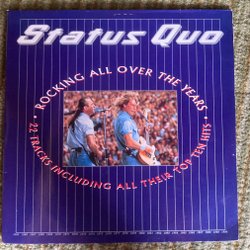 Status Quo
• ROCKING ALL OVER THE YEARS •
22 TRACKS INCLUDING ALL THEIR TOP TEN HITS